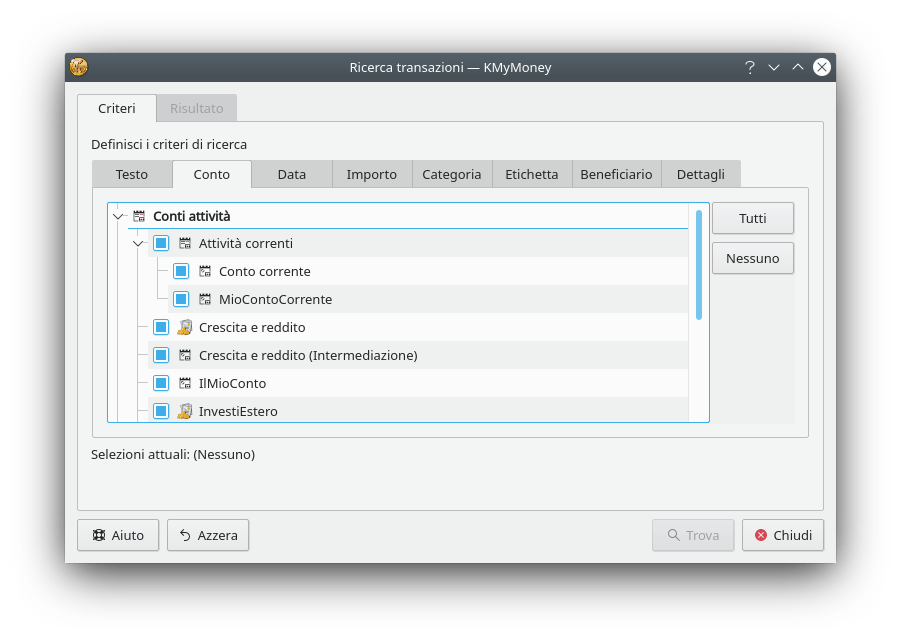 Ricerca transazioni — KMyMoney
Criteri
Risultato
Definisci i criteri di ricerca
Testo
Conto
Data
Importo
Categoria
Etichetta
Beneficiario
Dettagli
Conti attività
Attività correnti
Conto corrente
MioContoCorrente
Crescita e reddito
Crescita e reddito (Intermediazione)
IlMioConto
InvestiEstero
Tutti
Nessuno
Selezioni attuali: (Nessuno)
Aiuto
Azzera
Trova
Chiudi